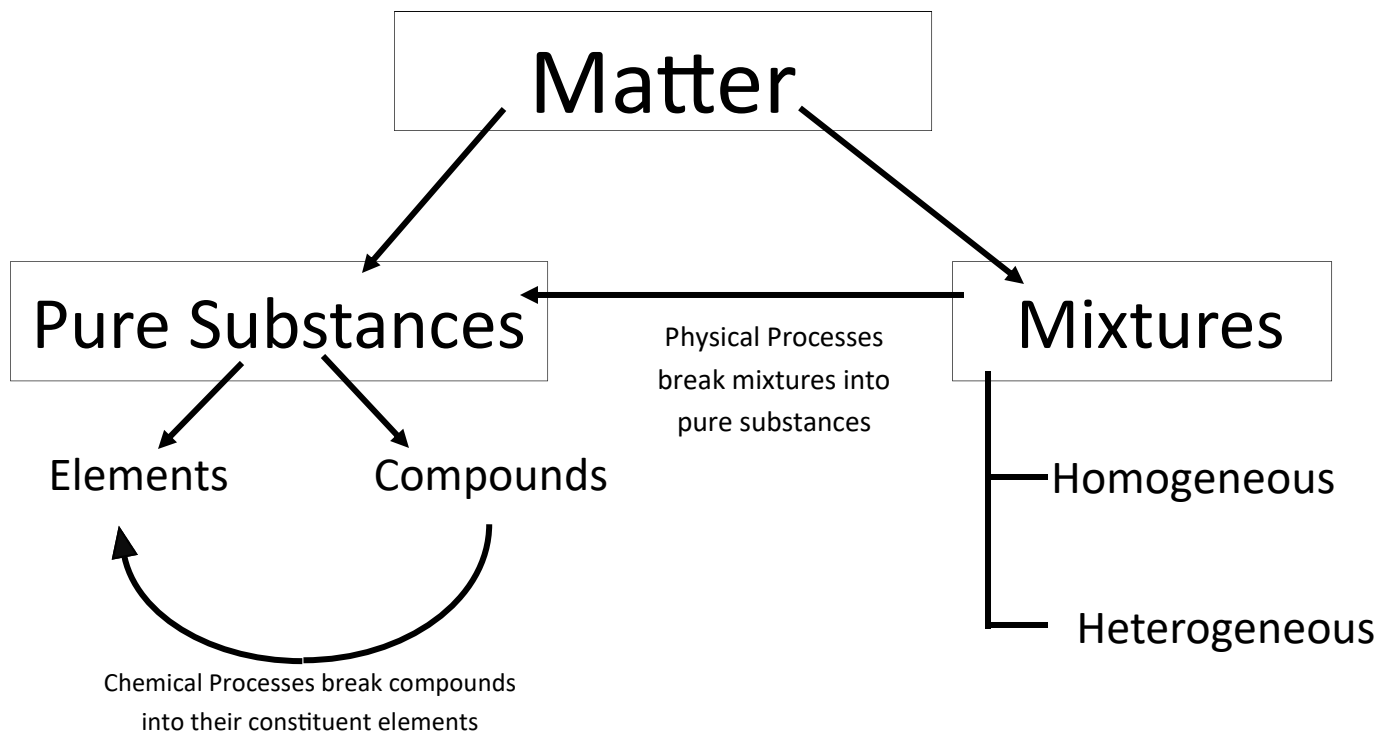 Matter
Pure Substances
Mixtures
Physical Processes
break mixtures into
pure substances
Elements
Compounds
Homogeneous
Heterogeneous
Chemical Processes break compounds
into their constituent elements